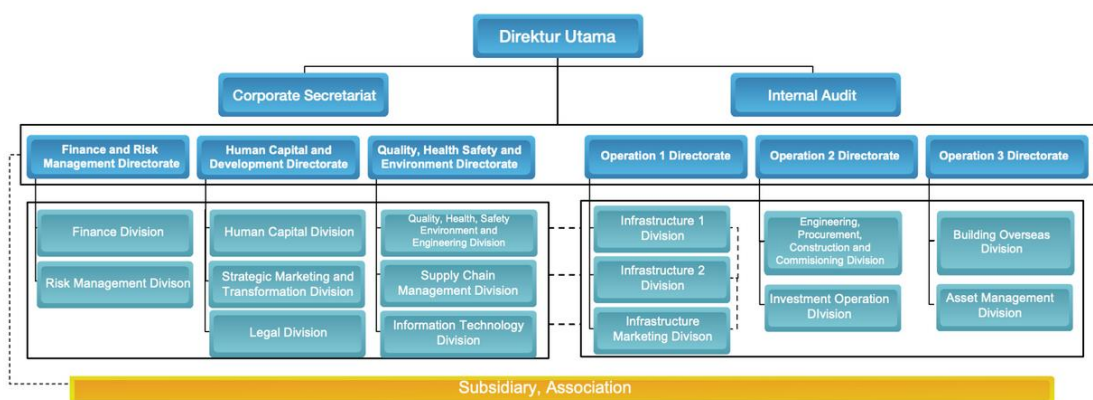 Direktur Utama
Corporate Secretariat
Internal Audit
Finance and Risk
Management Directorate
Human Capital and
Development Directorate
Quality, Health Safety and
Environment Directorate
Operation 1 Directorate
Operation 2 Directorate
Operation 3 Directorate
Finance Division
Risk Management Divison
Human Capital Division
Strategic Marketing and
Transformation Division
Legal Division
Quality, Health, Safety
Environment and
Engineering Division
Supply Chain
Management Division
Information Technology
Division
Infrastructure 1
Division
Infrastructure 2
Division
Infrastructure
Marketing Divison
Engineering,
Procurement,
Construction and
Commisioning Division
Investment Operation
DIvision
Building Overseas
Division
Asset Management
Division
Subsidiary, Association